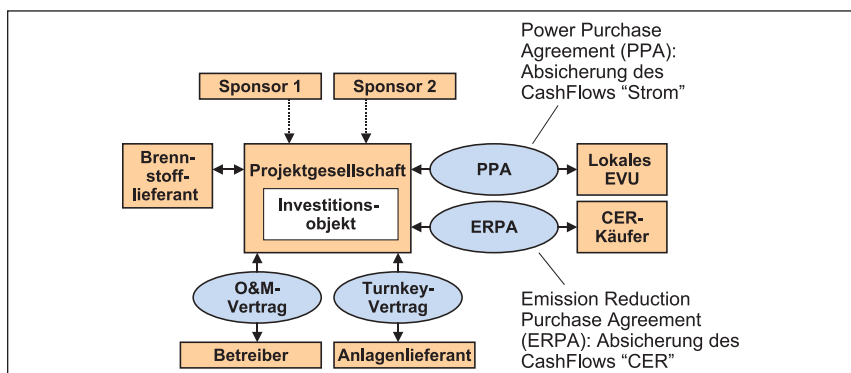 Power Purchase
Agreement (PPA):
Absicherung des
CashFlows “Strom”
Sponsor 1
Sponsor 2
Brenn-
stoff-
lieferant
Projektgesellschaft
Investitions-
objekt
PPA
Lokales
EVU
ERPA
CER-
Käufer
O&M-
Vertrag
Turnkey-
Vertrag
Betreiber
Anlagenlieferant
Emission Reduction
Purchase Agreement
(ERPA): Absicherung des
CashFlows “CER”